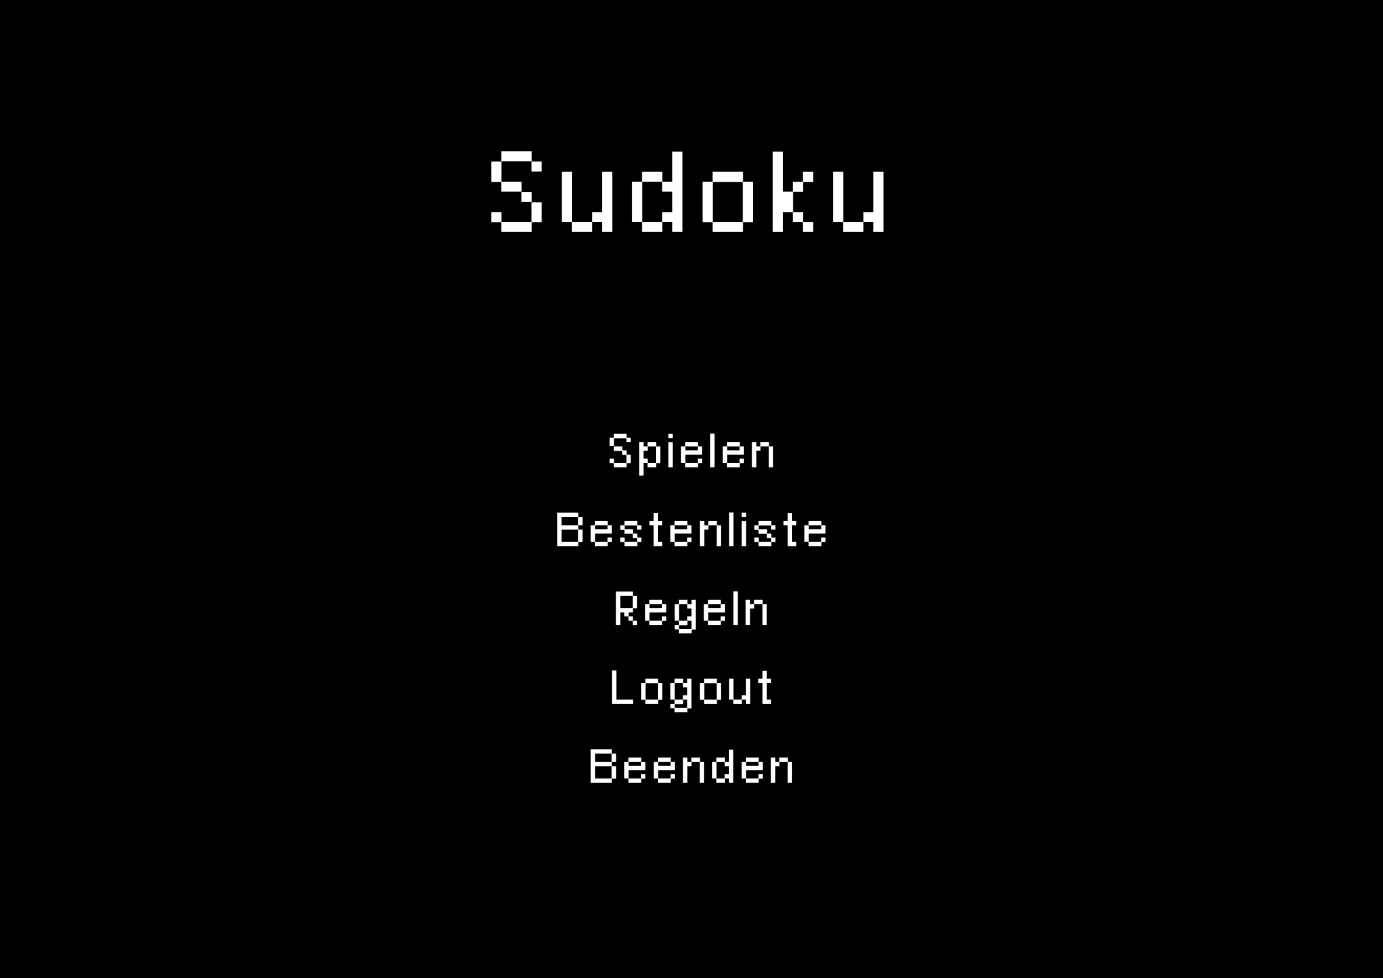 Sudoku
Spielen
Bestenliste
Regeln
Logout
Beenden